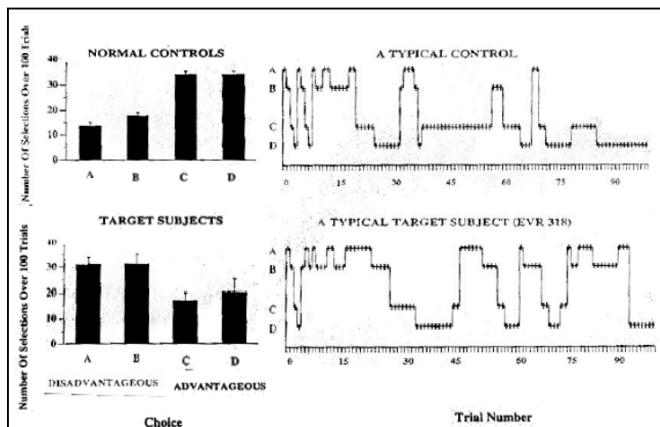 NORMAL CONTROLS
Number Of Selections Over 100 Trials
40
30
20
10
0
A B C D
A TYPICAL CONTROL
A
B
C
D
0 15 30 45 60 75 90
TARGET SUBJECTS
Number Of Selections Over 100 Trials
40
30
20
10
0
A B C D
DISADVANTAGEOUS ADVANTAGEOUS
Choice
A TYPICAL TARGET SUBJECT (EVR 318)
A
B
C
D
0 15 30 45 60 75 90
Trial Number